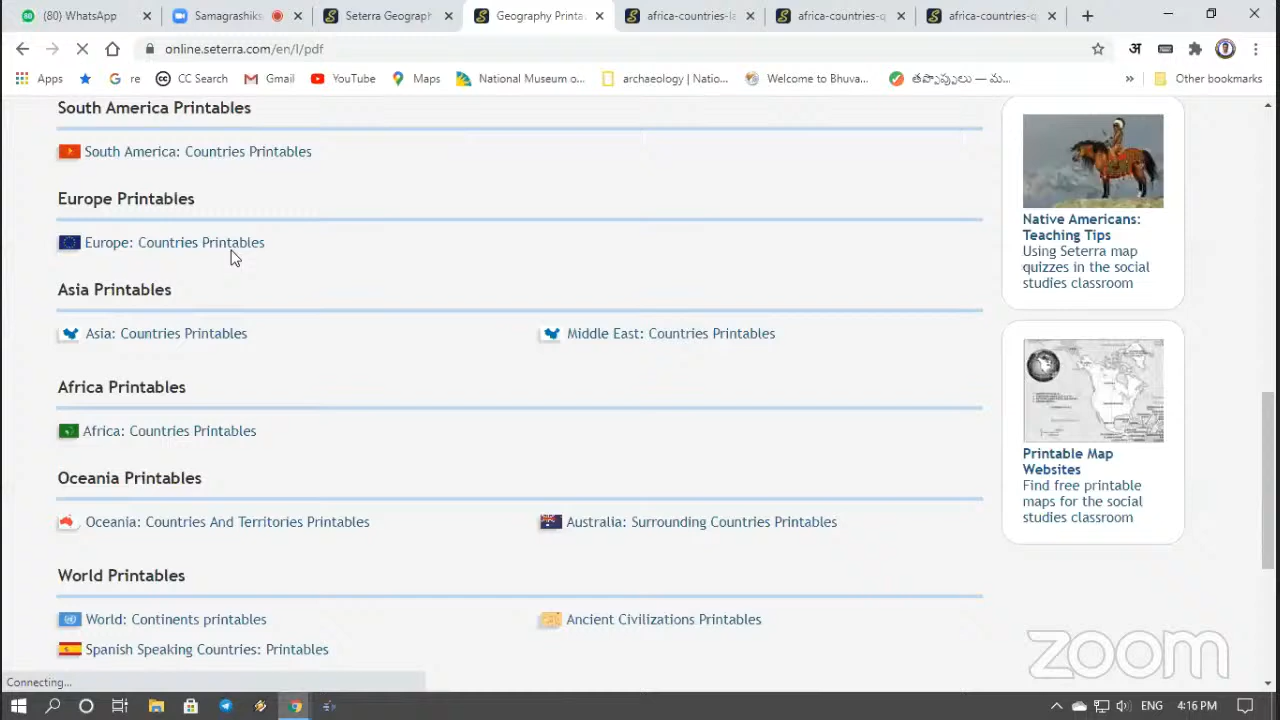 (80) WhatsApp
Samagrashiks
Seterra Geograph
Geography Printa
africa-countries-l
africa-countries-q
africa-countries-q
online.seterra.com/en/l/pdf
अ
Apps
re
CC Search
Gmail
YouTube
Maps
National Museum o...
archaeology | Natio...
Welcome to Bhuva...
తప్పొప్పులు — మ...
»
Other bookmarks
South America Printables
South America: Countries Printables
Europe Printables
Europe: Countries Printables
Asia Printables
Asia: Countries Printables
Middle East: Countries Printables
Africa Printables
Africa: Countries Printables
Oceania Printables
Oceania: Countries And Territories Printables
Australia: Surrounding Countries Printables
World Printables
World: Continents printables
Ancient Civilizations Printables
Spanish Speaking Countries: Printables
Native Americans:
Teaching Tips
Using Seterra map
quizzes in the social
studies classroom
Printable Map
Websites
Find free printable
maps for the social
studies classroom
zoom
Connecting...
ENG
4:16 PM